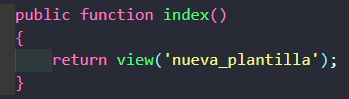 public function index()
{
    return view('nueva_plantilla');
}